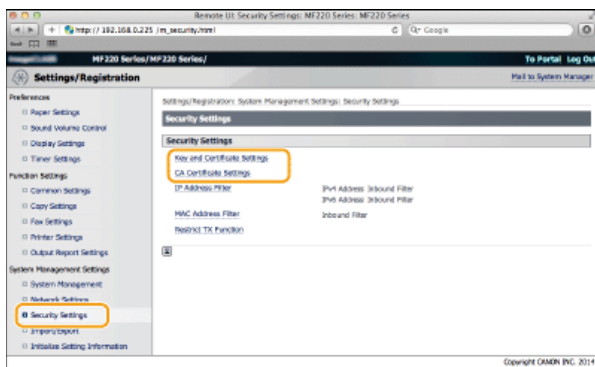 Remote UI: Security Settings: MF220 Series: MF220 Series
http://192.168.0.225/m_security.html
Google
MF220 Series/MF220 Series/
To Portal Log Out
Settings/Registration
Mail to System Manager
Preferences
Paper Settings
Sound Volume Control
Display Settings
Timer Settings
Function Settings
Common Settings
Copy Settings
Fax Settings
Printer Settings
Output Report Settings
System Management Settings
System Management
Network Settings
Security Settings
Import/Export
Initialize Setting Information
Settings/Registration: System Management Settings: Security Settings
Security Settings
Security Settings
Key and Certificate Settings
CA Certificate Settings
IP Address Filter
IPv4 Address: Inbound Filter
IPv6 Address: Inbound Filter
MAC Address Filter
Inbound Filter
Restrict TX Function
Copyright CANON INC. 2014